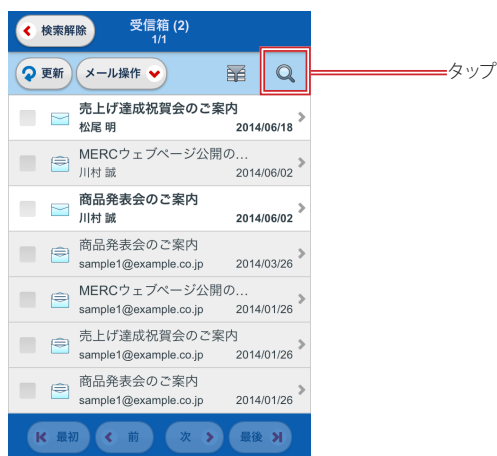 検索解除
受信箱 (2)
1/1
更新
メール操作
タップ
売上げ達成祝賀会のご案内
松尾 明 2014/06/18
MERCウェブページ公開の...
川村 誠 2014/06/02
商品発表会のご案内
川村 誠 2014/06/02
商品発表会のご案内
sample1@example.co.jp 2014/03/26
MERCウェブページ公開の...
sample1@example.co.jp 2014/01/26
売上げ達成祝賀会のご案内
sample1@example.co.jp 2014/01/26
商品発表会のご案内
sample1@example.co.jp 2014/01/26
最初 前 次 最後